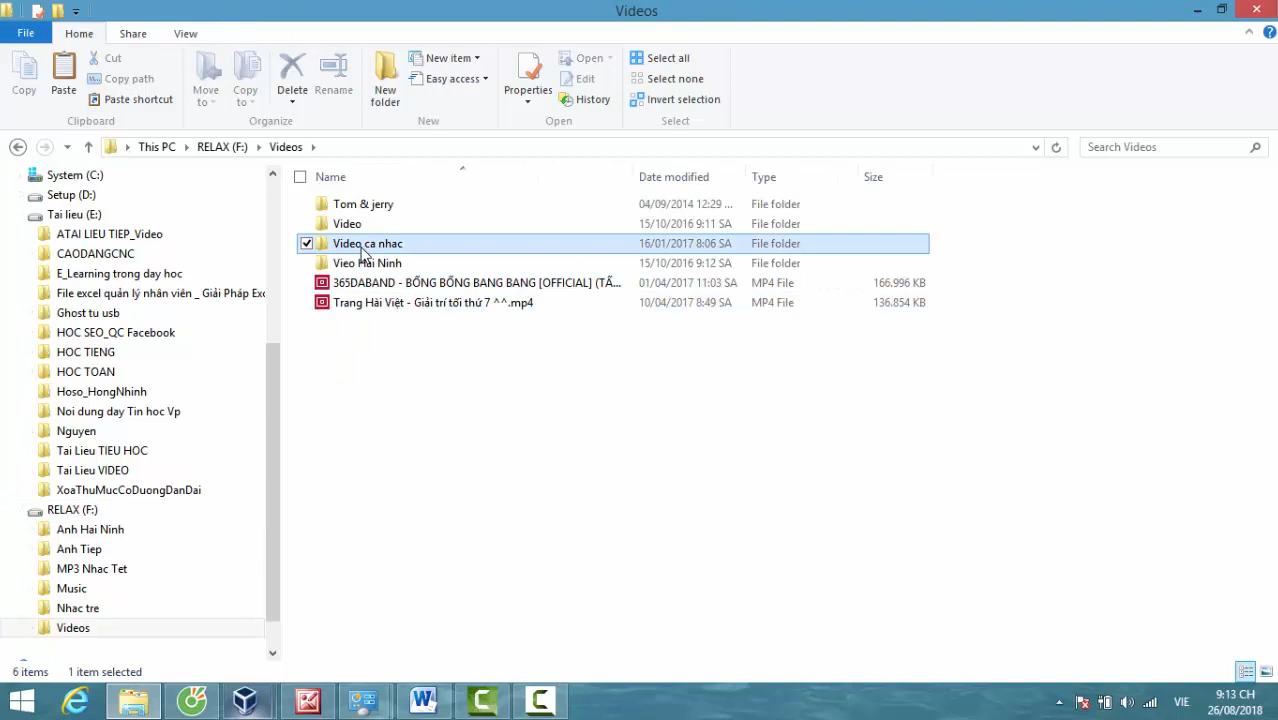 Videos
File Home Share View
Copy
Paste
Cut
Copy path
Paste shortcut
Clipboard
Move to
Copy to
Delete
Rename
Organize
New folder
New item
Easy access
New
Properties
Open
Edit
History
Open
Select all
Select none
Invert selection
Select
This PC RELAX (F:) Videos
Search Videos
System (C:)
Setup (D:)
Tai lieu (E:)
ATAI LIEU TIEP_Video
CAODANGCNC
E_Learning trong day hoc
File excel quản lý nhân viên _ Giải Pháp Exc
Ghost tu usb
HOC SEO_QC Facebook
HOC TIENG
HOC TOAN
Hoso_HongNhinh
Noi dung day Tin hoc Vp
Nguyen
Tai Lieu TIEU HOC
Tai Lieu VIDEO
XoaThuMucCoDuongDanDai
RELAX (F:)
Anh Hai Ninh
Anh Tiep
MP3 Nhac Tet
Music
Nhac tre
Videos
Name Date modified Type Size
Tom & jerry 04/09/2014 12:29 ... File folder
Video 15/10/2016 9:11 SA File folder
Video ca nhac 16/01/2017 8:06 SA File folder
Vieo Hai Ninh 15/10/2016 9:12 SA File folder
365DABAND - BỐNG BỐNG BANG BANG [OFFICIAL] (TẤ... 01/04/2017 11:03 SA MP4 File 166.996 KB
Trang Hài Việt - Giải trí tối thứ 7 ^^.mp4 10/04/2017 8:49 SA MP4 File 136.854 KB
6 items 1 item selected
VIE
9:13 CH
26/08/2018